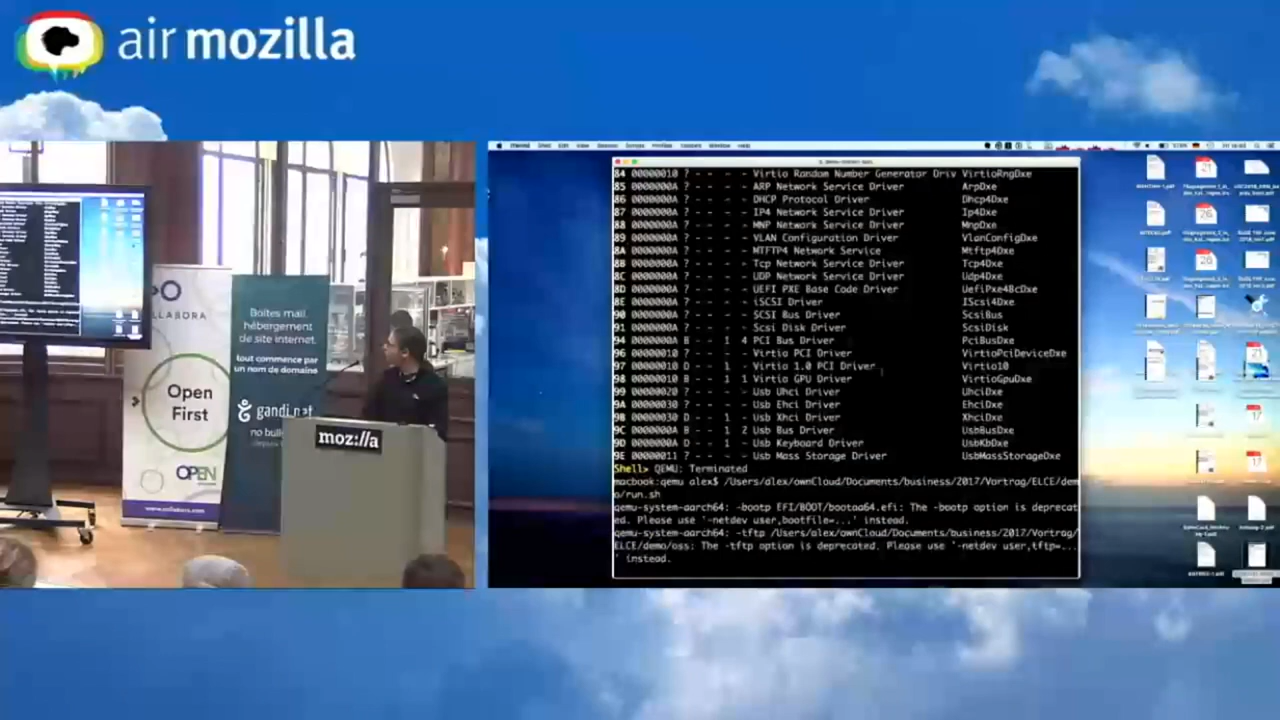 air mozilla
LLABORA
Open
First
OPEN
www.collabora.com
Boites mail,
hébergement
de site internet.
tout commence par
un nom de domaine
gandi.net
no bull
moz://a
84 00000010 ? - - - - Virtio Random Number Generator Driv VirtioRngDxe
85 0000000A ? - - - - ARP Network Service Driver ArpDxe
86 0000000A ? - - - - DHCP Protocol Driver Dhcp4Dxe
87 0000000A ? - - - - IP4 Network Service Driver Ip4Dxe
88 0000000A ? - - - - MNP Network Service Driver MnpDxe
89 0000000A ? - - - - VLAN Configuration Driver VlanConfigDxe
8A 0000000A ? - - - - MTFTP4 Network Service Mtftp4Dxe
8B 0000000A ? - - - - Tcp Network Service Driver Tcp4Dxe
8C 0000000A ? - - - - UDP Network Service Driver Udp4Dxe
8D 0000000A ? - - - - UEFI PXE Base Code Driver UefiPxe4BcDxe
8E 0000000A ? - - - - iSCSI Driver IScsi4Dxe
90 0000000A ? - - - - SCSI Bus Driver ScsiBus
91 0000000A ? - - - - Scsi Disk Driver ScsiDisk
94 0000000A B - - 1 4 PCI Bus Driver PciBusDxe
96 00000010 ? - - - - Virtio PCI Driver VirtioPciDeviceDxe
97 00000010 D - - 1 - Virtio 1.0 PCI Driver Virtio10
98 00000010 B - - 1 1 Virtio GPU Driver VirtioGpuDxe
99 00000020 ? - - - - Usb Uhci Driver UhciDxe
9A 00000030 ? - - - - Usb Ehci Driver EhciDxe
9B 00000030 D - - 1 - Usb Xhci Driver XhciDxe
9C 0000000A B - - 1 2 Usb Bus Driver UsbBusDxe
9D 0000000A D - - 1 - Usb Keyboard Driver UsbKbDxe
9E 00000011 ? - - - - Usb Mass Storage Driver UsbMassStorageDxe
Shell> QEMU: Terminated
macbook:qemu alex$ /Users/alex/ownCloud/Documents/business/2017/Vortrag/ELCE/dem
o/run.sh
qemu-system-aarch64: -bootp EFI/BOOT/bootaa64.efi: The -bootp option is deprecat
ed. Please use '-netdev user,bootfile=...' instead.
qemu-system-aarch64: -tftp /Users/alex/ownCloud/Documents/business/2017/Vortrag/
ELCE/demo/oss: The -tftp option is deprecated. Please use '-netdev user,tftp=...
' instead.